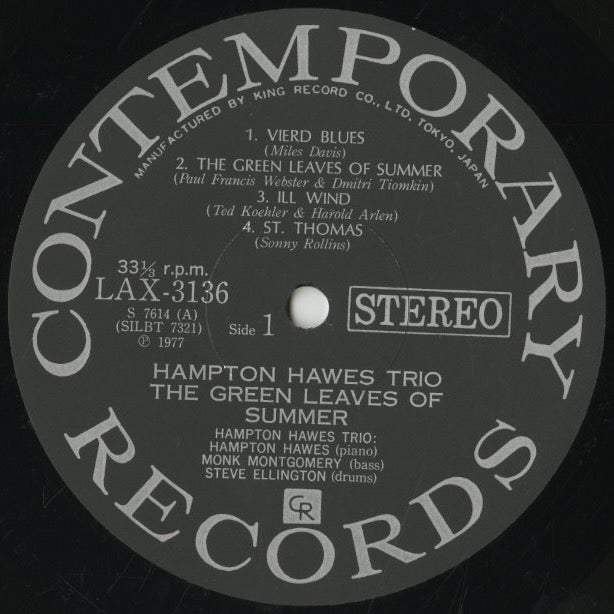 CONTEMPORARY
MANUFACTURED BY KING RECORD CO., LTD. TOKYO, JAPAN
1. VIERD BLUES
(Miles Davis)
2. THE GREEN LEAVES OF SUMMER
(Paul Francis Webster & Dmitri Tiomkin)
3. ILL WIND
(Ted Koehler & Harold Arlen)
4. ST. THOMAS
(Sonny Rollins)
33⅓ r.p.m.
LAX-3136
S 7614 (A)
(SILBT 7321)
℗ 1977
Side 1
STEREO
HAMPTON HAWES TRIO
THE GREEN LEAVES OF
SUMMER
HAMPTON HAWES TRIO:
HAMPTON HAWES (piano)
MONK MONTGOMERY (bass)
STEVE ELLINGTON (drums)
CR
RECORDS